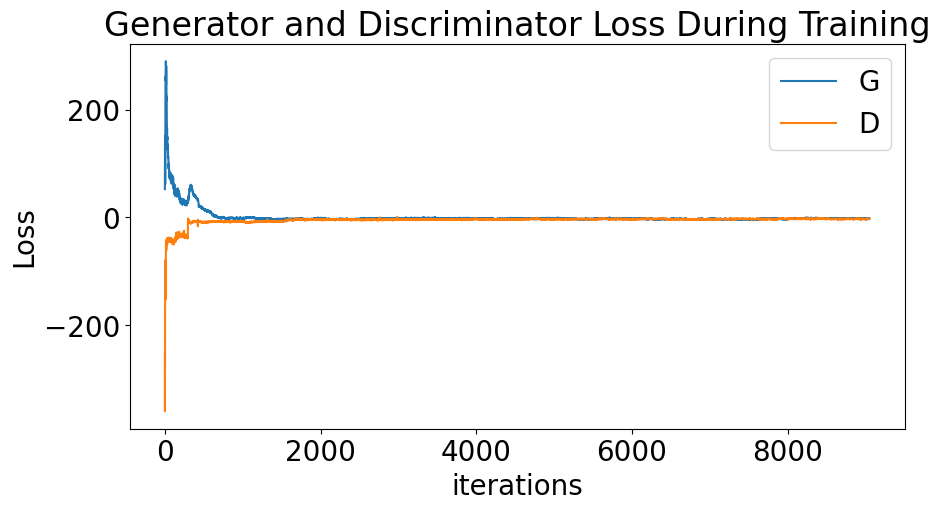 Generator and Discriminator Loss During Training
G
D
200
0
−200
Loss
0 2000 4000 6000 8000
iterations